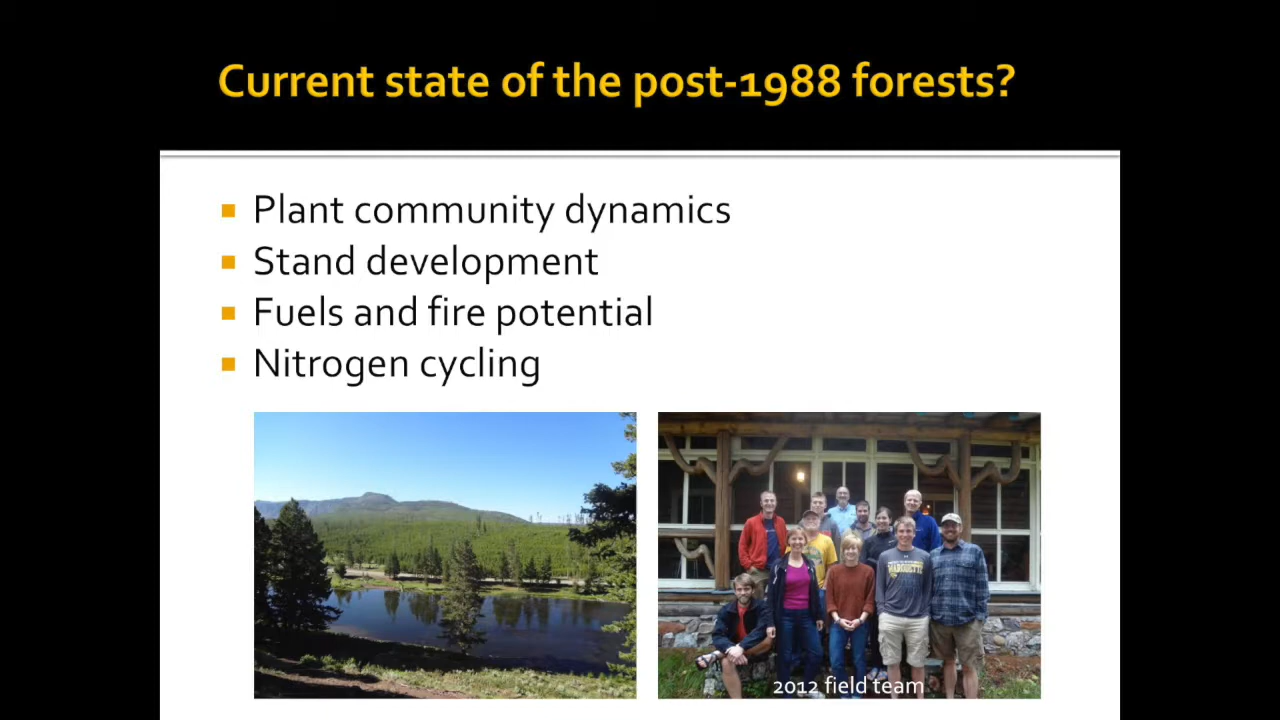 Current state of the post-1988 forests?
Plant community dynamics
Stand development
Fuels and fire potential
Nitrogen cycling
MARQUETTE
2012 field team